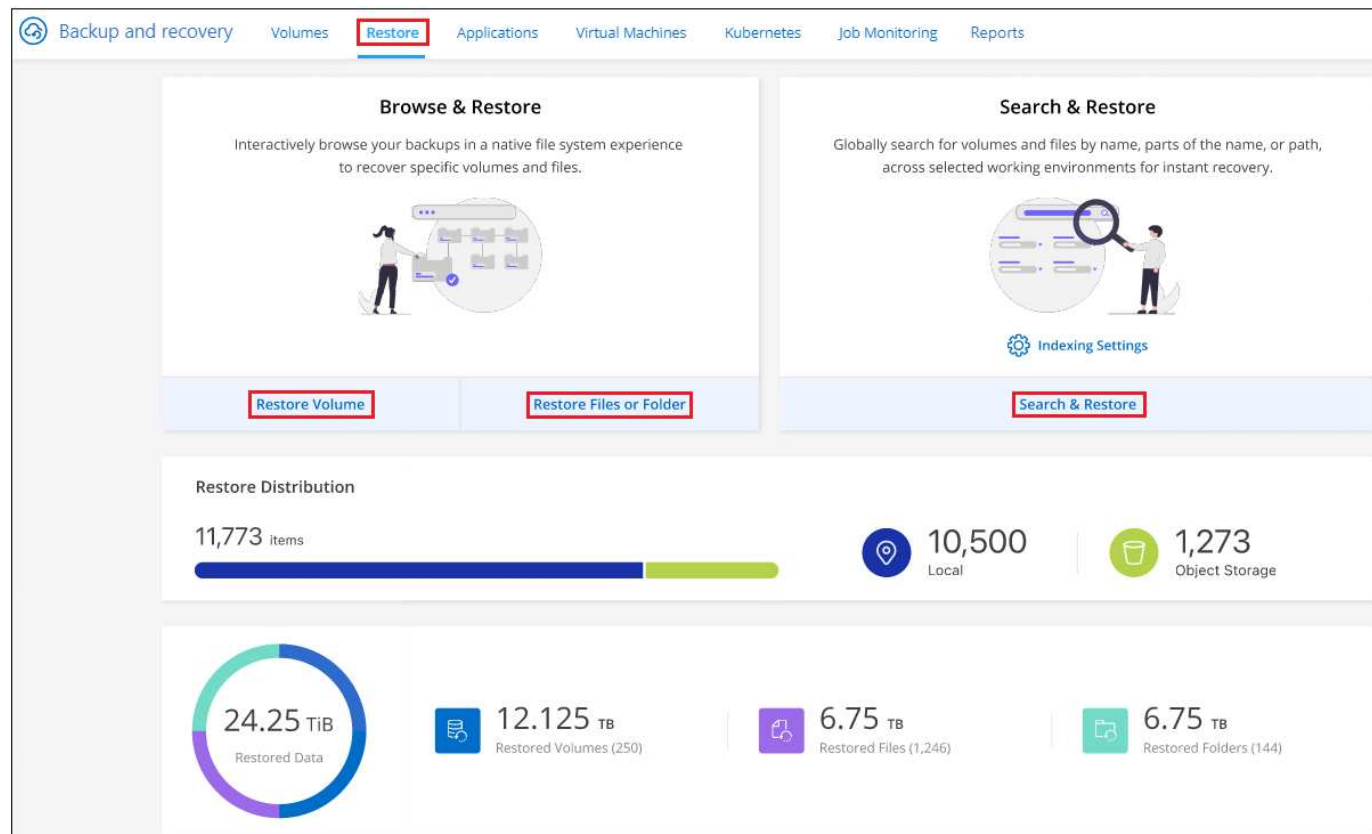 Backup and recovery Volumes Restore Applications Virtual Machines Kubernetes Job Monitoring Reports
Browse & Restore
Interactively browse your backups in a native file system experience
to recover specific volumes and files.
Restore Volume Restore Files or Folder
Search & Restore
Globally search for volumes and files by name, parts of the name, or path,
across selected working environments for instant recovery.
Indexing Settings
Search & Restore
Restore Distribution
11,773 items
10,500
Local
1,273
Object Storage
24.25 TiB
Restored Data
12.125 TB
Restored Volumes (250)
6.75 TB
Restored Files (1,246)
6.75 TB
Restored Folders (144)